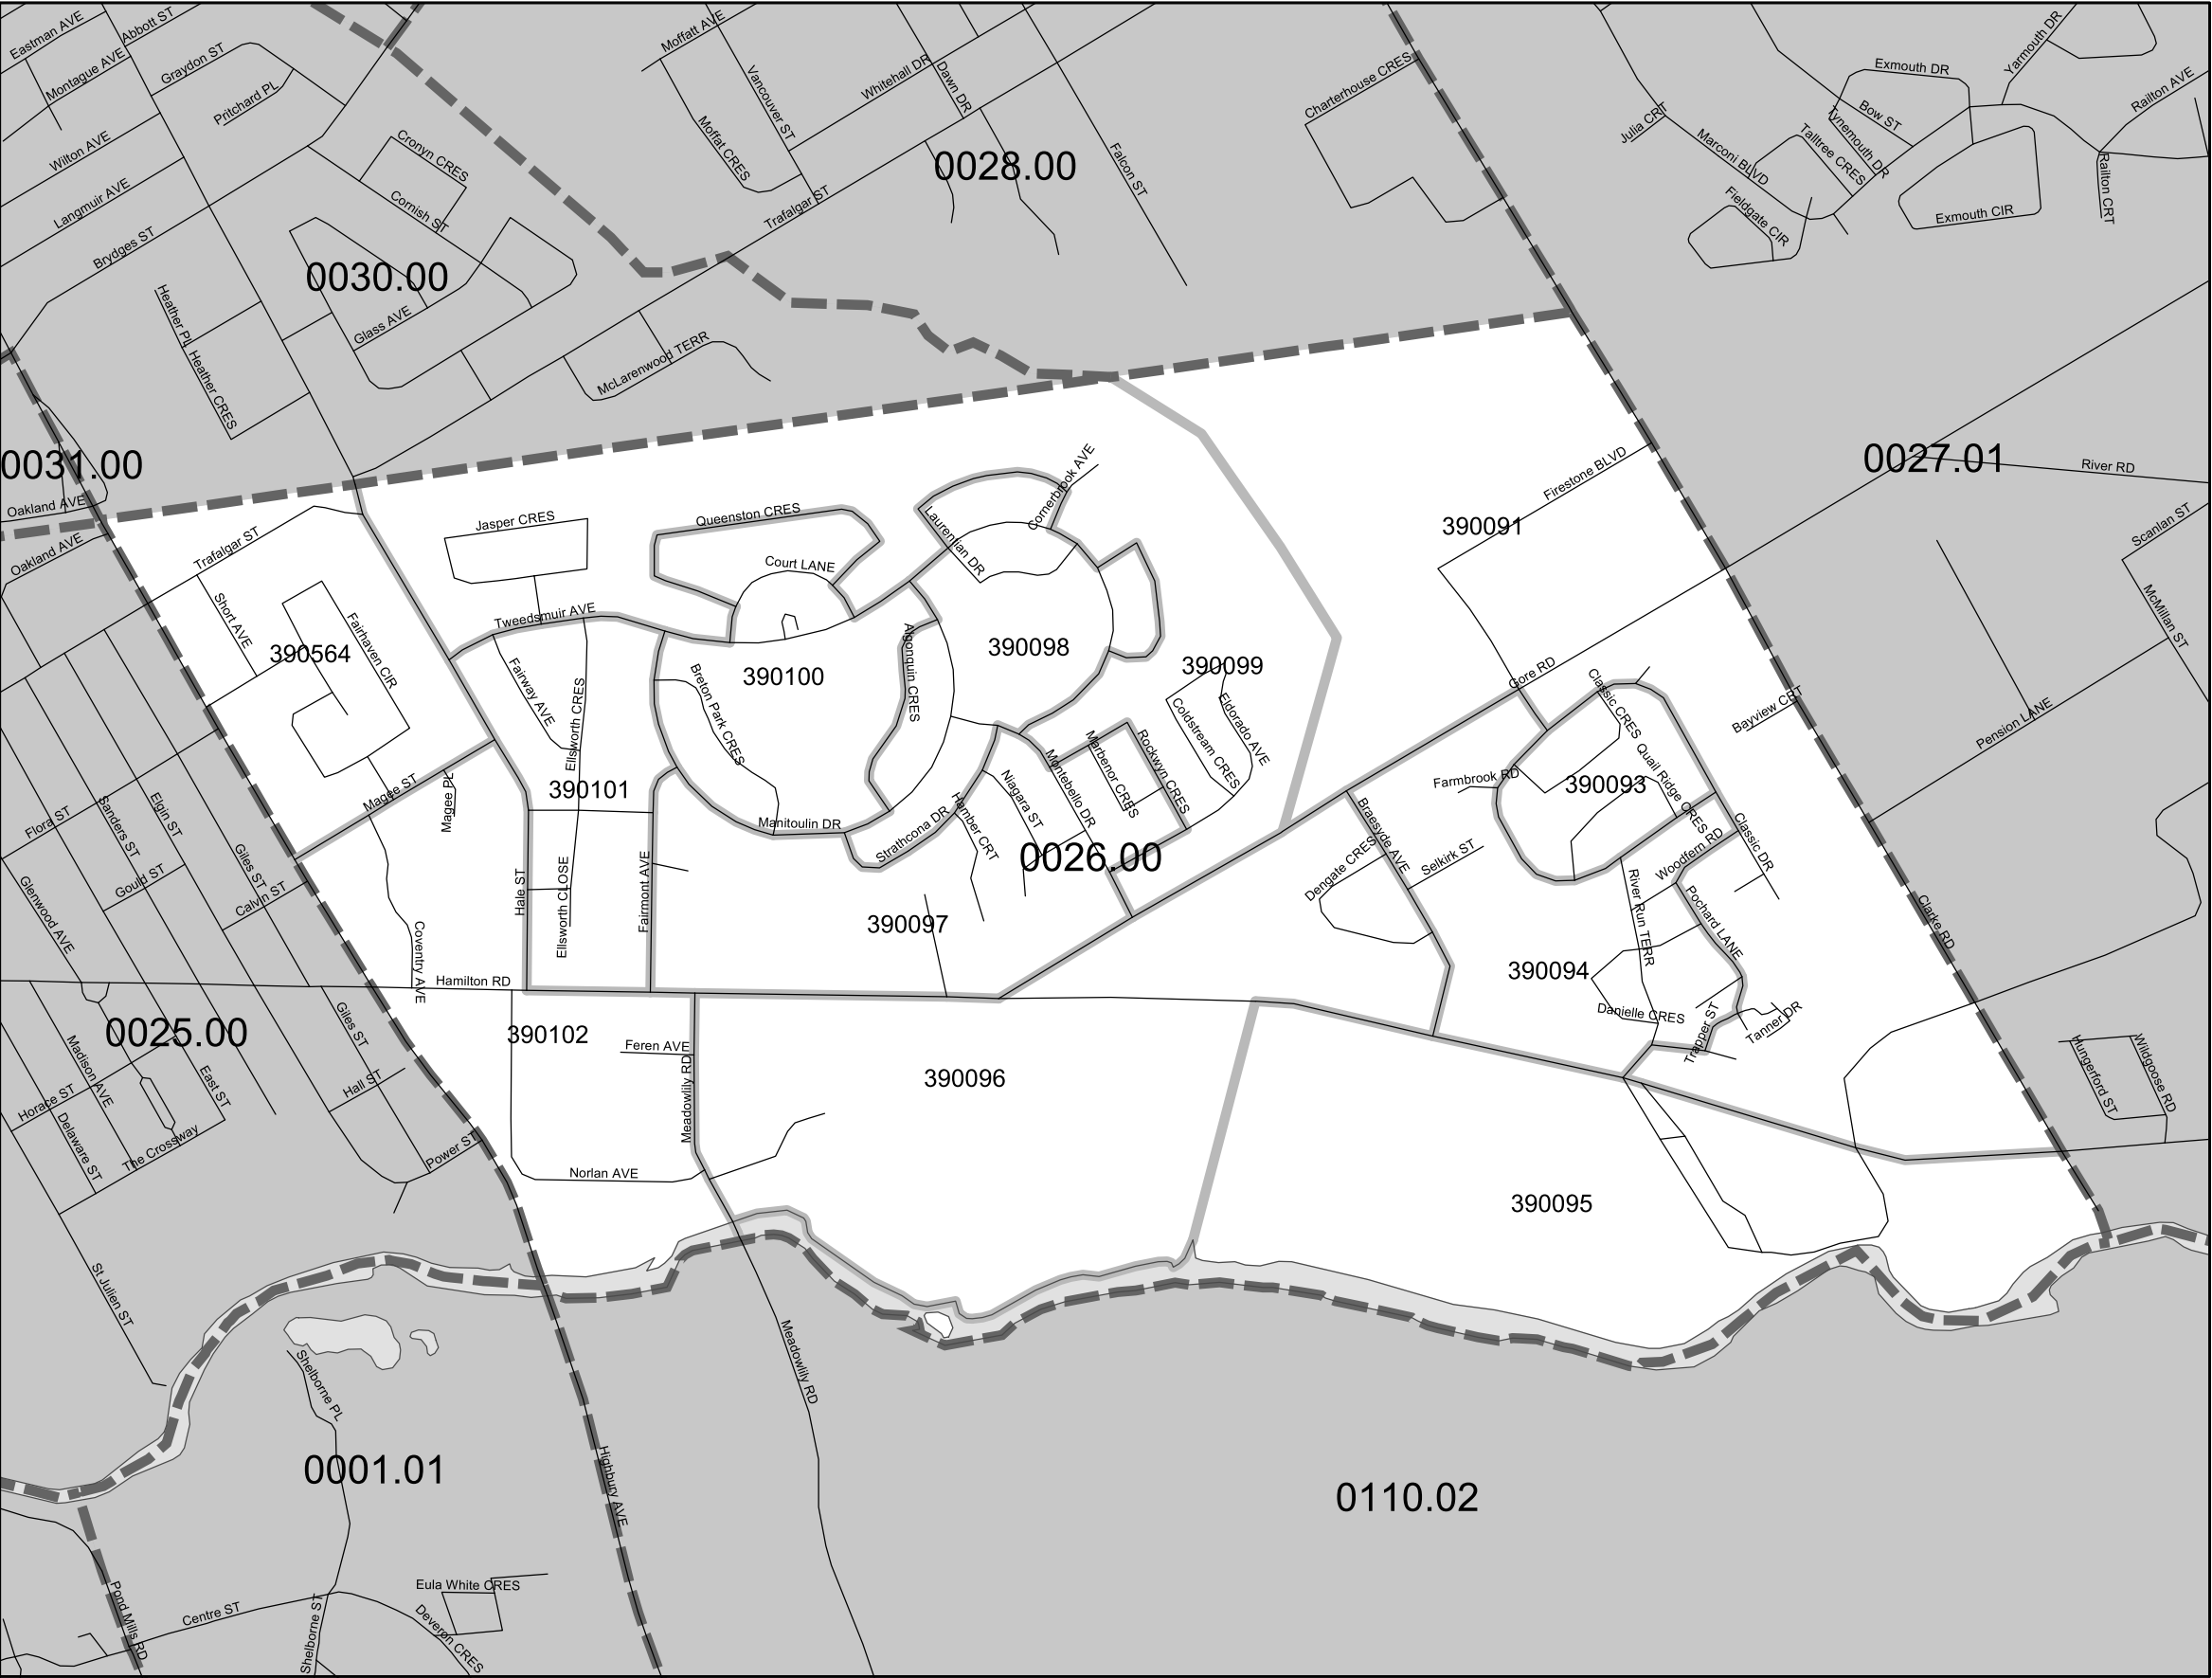 Eastman AVE
Abbott ST
Montague AVE
Graydon ST
Pritchard PL
Wilton AVE
Langmuir AVE
Brydges ST
Cronyn CRES
Cornish ST
0030.00
Glass AVE
Heather PL
Heather CRES
McLarenwood TERR
Moffatt AVE
Vancouver ST
Moffat CRES
Whitehall DR
Dawn DR
0028.00
Trafalgar ST
Falcon ST
Charterhouse CRES
Julia CRT
Marconi BLVD
Exmouth DR
Bow ST
Tynemouth DR
Talltree CRES
Fieldgate CIR
Exmouth CIR
Yarmouth DR
Railton AVE
Railton CRT
0031.00
Oakland AVE
Oakland AVE
Trafalgar ST
Short AVE
Fairhaven CIR
390564
Jasper CRES
Queenston CRES
Court LANE
Tweedsmuir AVE
Laurentian DR
Cornerbrook AVE
Firestone BLVD
390091
0027.01
River RD
Scanlan ST
McMillan ST
Pension LANE
Bayview CRT
Gore RD
390098
390099
390100
Algonquin CRES
Breton Park CRES
Fairway AVE
Ellsworth CRES
390101
Magee ST
Magee PL
Manitoulin DR
Strathcona DR
Hamber CRT
Niagara ST
Montebello DR
Marbenor CRES
Rockwyn CRES
Coldstream CRES
Eldorado AVE
0026.00
Classic CRES
Quail Ridge CRES
390093
Farmbrook RD
Braesyde AVE
Dengate CRES
Selkirk ST
Woodfern RD
Classic DR
River Run TERR
Pochard LANE
390094
Danielle CRES
Trapper ST
Tanner DR
Clarke RD
Flora ST
Sanders ST
Elgin ST
Giles ST
Gould ST
Calvin ST
Glenwood AVE
Coventry AVE
Hale ST
Ellsworth CLOSE
Fairmont AVE
390097
Hamilton RD
0025.00
Giles ST
Madison AVE
East ST
Hall ST
Horace ST
Delaware ST
The Crossway
Power ST
St Julien ST
390102
Feren AVE
Meadowlily RD
Norlan AVE
390096
390095
Hungerford ST
Wildgoose RD
Shelborne PL
0001.01
Highbury AVE
Meadowlily RD
0110.02
Pond Mills RD
Centre ST
Shelborne ST
Eula White CRES
Deveron CRES